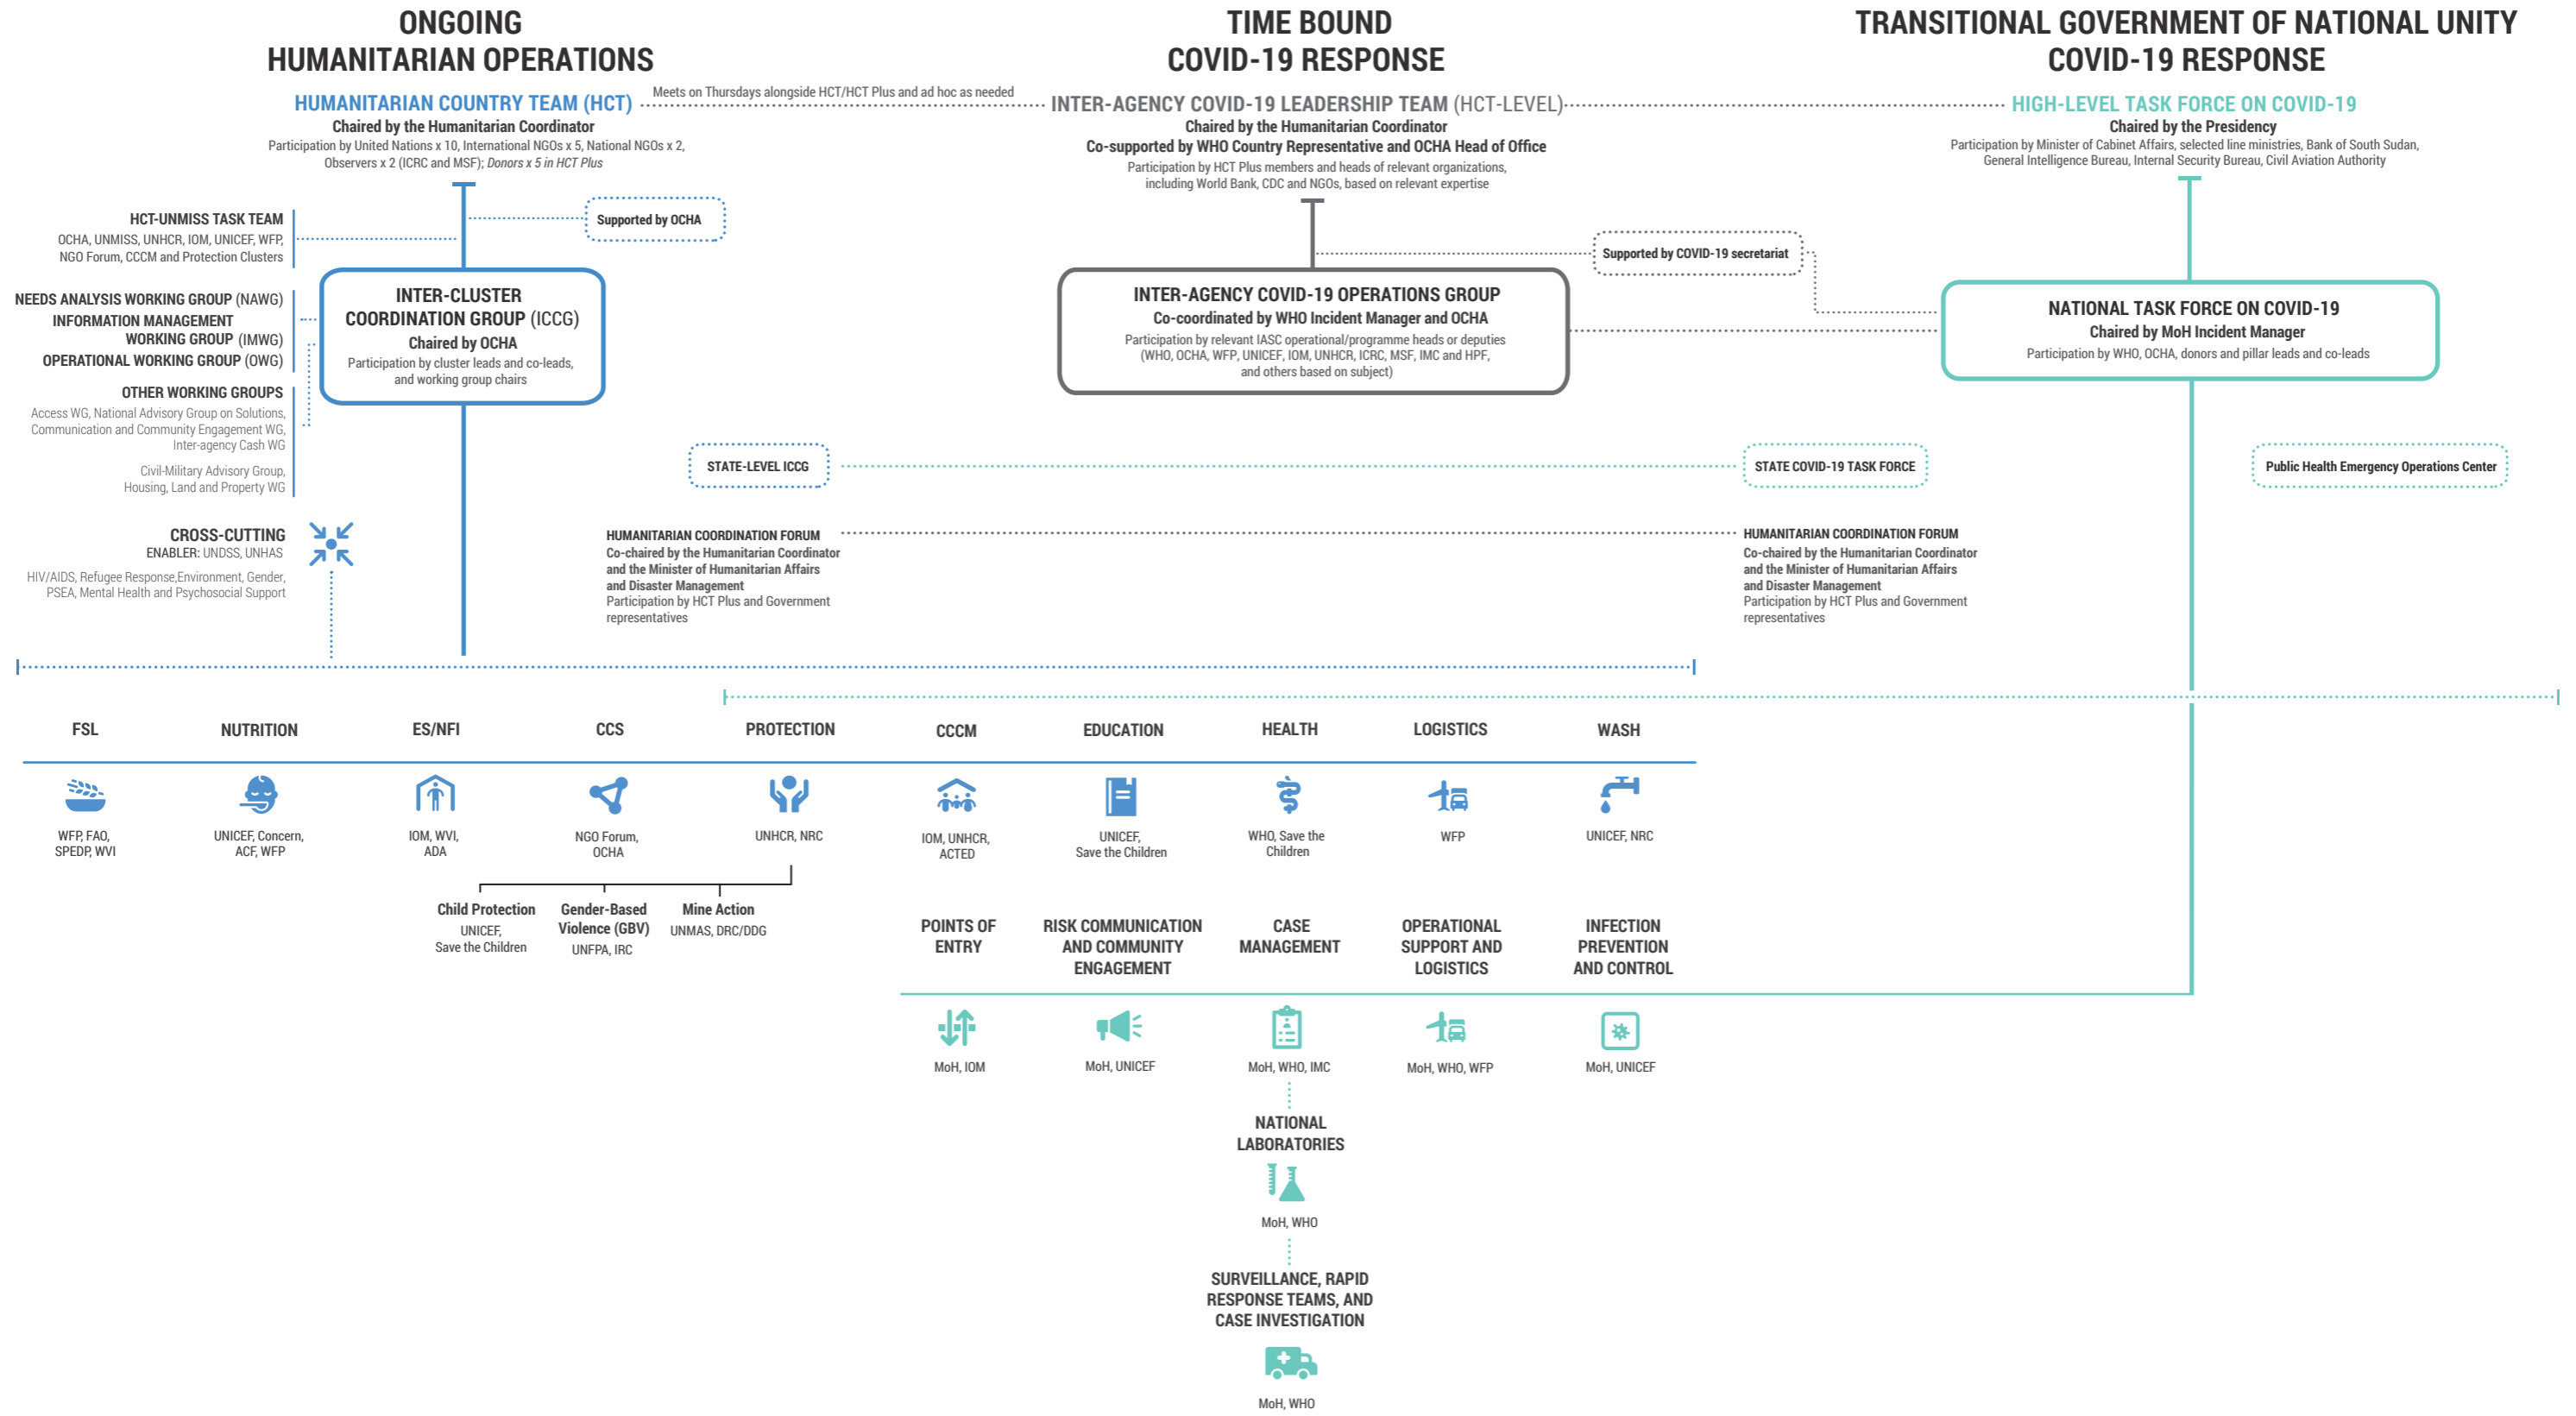 ONGOING
HUMANITARIAN OPERATIONS
TIME BOUND
COVID-19 RESPONSE
TRANSITIONAL GOVERNMENT OF NATIONAL UNITY
COVID-19 RESPONSE
HUMANITARIAN COUNTRY TEAM (HCT)
Meets on Thursdays alongside HCT/HCT Plus and ad hoc as needed
INTER-AGENCY COVID-19 LEADERSHIP TEAM (HCT-LEVEL)
HIGH-LEVEL TASK FORCE ON COVID-19
Chaired by the Humanitarian Coordinator
Participation by United Nations x 10, International NGOs x 5, National NGOs x 2,
Observers x 2 (ICRC and MSF); Donors x 5 in HCT Plus
Chaired by the Humanitarian Coordinator
Co-supported by WHO Country Representative and OCHA Head of Office
Participation by HCT Plus members and heads of relevant organizations,
including World Bank, CDC and NGOs, based on relevant expertise
Chaired by the Presidency
Participation by Minister of Cabinet Affairs, selected line ministries, Bank of South Sudan,
General Intelligence Bureau, Internal Security Bureau, Civil Aviation Authority
HCT-UNMISS TASK TEAM
OCHA, UNMISS, UNHCR, IOM, UNICEF, WFP,
NGO Forum, CCCM and Protection Clusters
Supported by OCHA
Supported by COVID-19 secretariat
NEEDS ANALYSIS WORKING GROUP (NAWG)
INFORMATION MANAGEMENT
WORKING GROUP (IMWG)
OPERATIONAL WORKING GROUP (OWG)
INTER-CLUSTER
COORDINATION GROUP (ICCG)
Chaired by OCHA
Participation by cluster leads and co-leads,
and working group chairs
INTER-AGENCY COVID-19 OPERATIONS GROUP
Co-coordinated by WHO Incident Manager and OCHA
Participation by relevant IASC operational/programme heads or deputies
(WHO, OCHA, WFP, UNICEF, IOM, UNHCR, ICRC, MSF, IMC and HPF,
and others based on subject)
NATIONAL TASK FORCE ON COVID-19
Chaired by MoH Incident Manager
Participation by WHO, OCHA, donors and pillar leads and co-leads
OTHER WORKING GROUPS
Access WG, National Advisory Group on Solutions,
Communication and Community Engagement WG,
Inter-agency Cash WG
Civil-Military Advisory Group,
Housing, Land and Property WG
STATE-LEVEL ICCG
STATE COVID-19 TASK FORCE
Public Health Emergency Operations Center
CROSS-CUTTING
ENABLER: UNDSS, UNHAS
HIV/AIDS, Refugee Response,Environment, Gender,
PSEA, Mental Health and Psychosocial Support
HUMANITARIAN COORDINATION FORUM
Co-chaired by the Humanitarian Coordinator
and the Minister of Humanitarian Affairs
and Disaster Management
Participation by HCT Plus and Government
representatives
HUMANITARIAN COORDINATION FORUM
Co-chaired by the Humanitarian Coordinator
and the Minister of Humanitarian Affairs
and Disaster Management
Participation by HCT Plus and Government
representatives
FSL
NUTRITION
ES/NFI
CCS
PROTECTION
CCCM
EDUCATION
HEALTH
LOGISTICS
WASH
WFP, FAO,
SPEDP, WVI
UNICEF, Concern,
ACF, WFP
IOM, WVI,
ADA
NGO Forum,
OCHA
UNHCR, NRC
IOM, UNHCR,
ACTED
UNICEF,
Save the Children
WHO, Save the
Children
WFP
UNICEF, NRC
Child Protection
UNICEF,
Save the Children
Gender-Based
Violence (GBV)
UNFPA, IRC
Mine Action
UNMAS, DRC/DDG
POINTS OF
ENTRY
RISK COMMUNICATION
AND COMMUNITY
ENGAGEMENT
CASE
MANAGEMENT
OPERATIONAL
SUPPORT AND
LOGISTICS
INFECTION
PREVENTION
AND CONTROL
MoH, IOM
MoH, UNICEF
MoH, WHO, IMC
MoH, WHO, WFP
MoH, UNICEF
NATIONAL
LABORATORIES
MoH, WHO
SURVEILLANCE, RAPID
RESPONSE TEAMS, AND
CASE INVESTIGATION
MoH, WHO